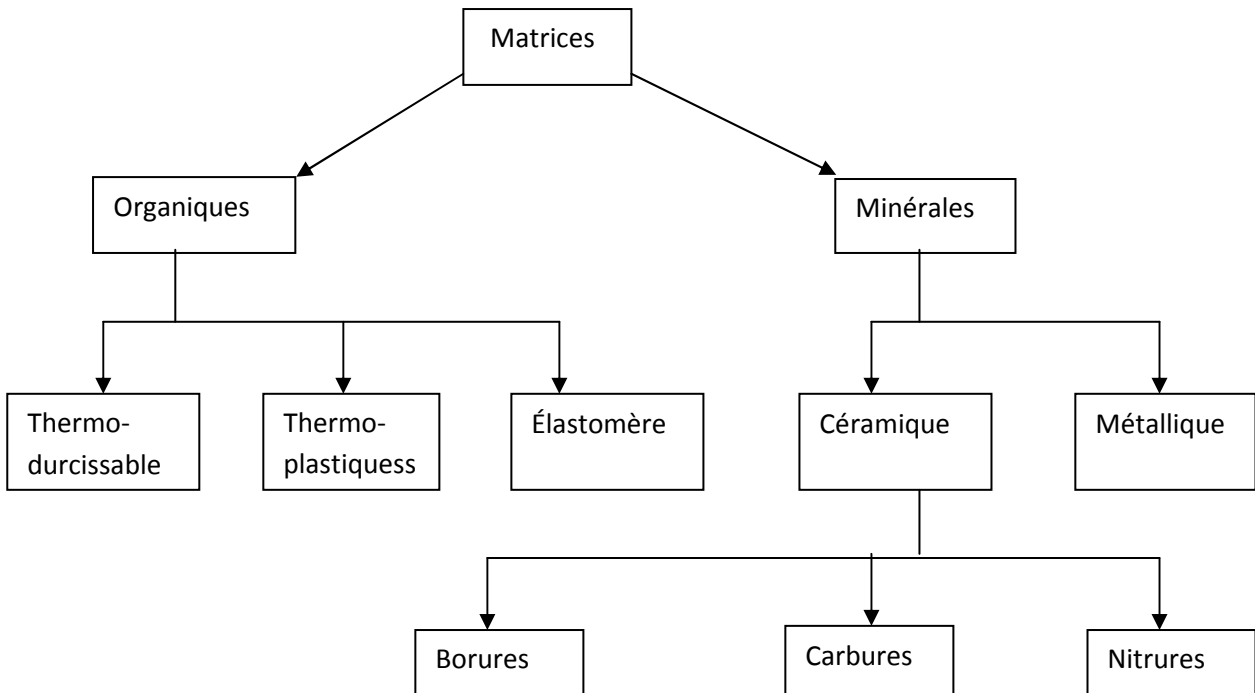 Matrices
Organiques
Minérales
Thermo-
durcissable
Thermo-
plastiquess
Élastomère
Céramique
Métallique
Borures
Carbures
Nitrures